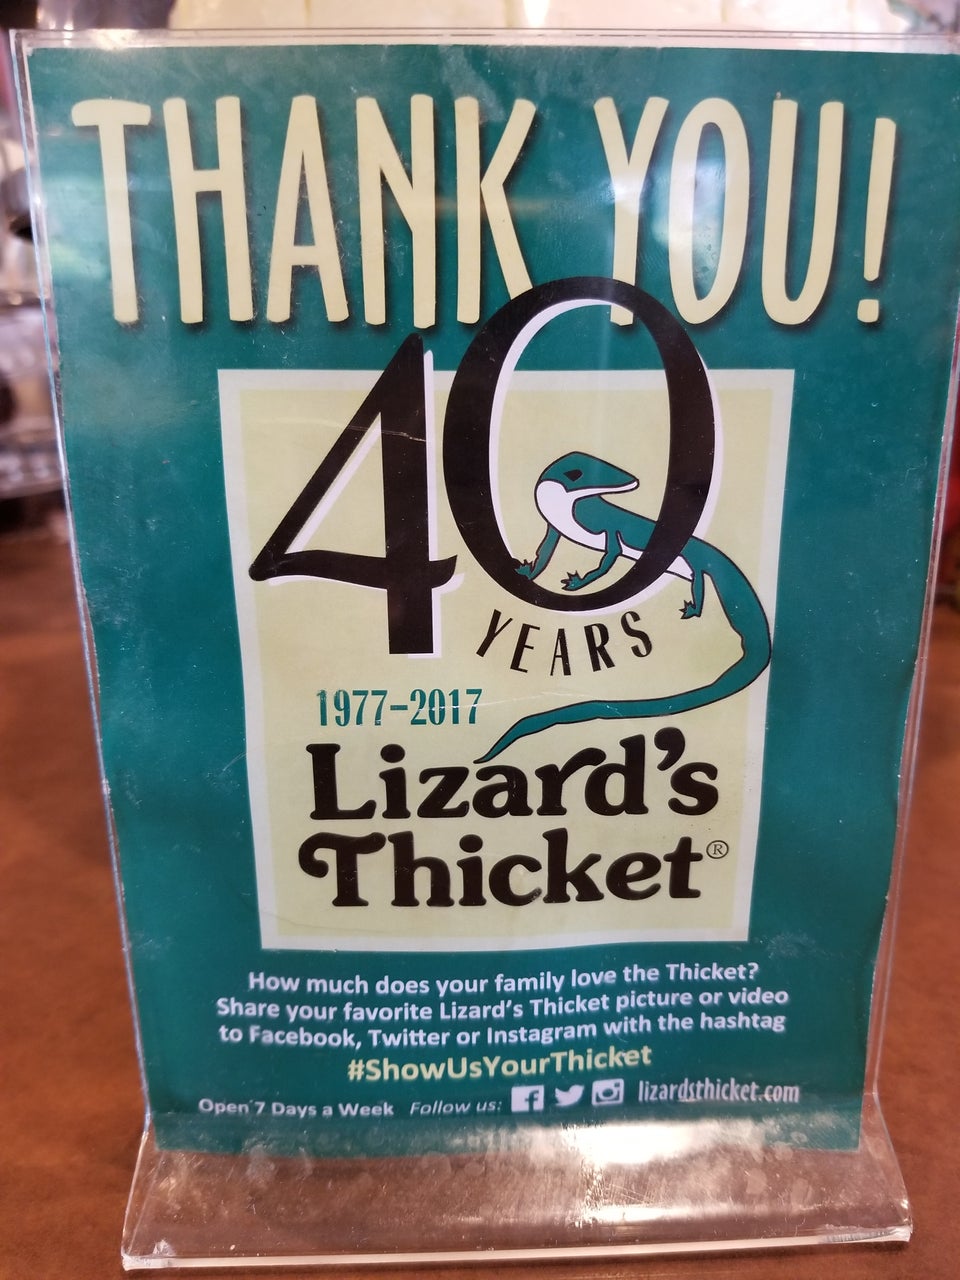 THANK YOU!
40
YEARS
1977-2017
Lizard's
Thicket®
How much does your family love the Thicket?
Share your favorite Lizard's Thicket picture or video
to Facebook, Twitter or Instagram with the hashtag
#ShowUsYourThicket
Open 7 Days a Week Follow us: lizardsthicket.com